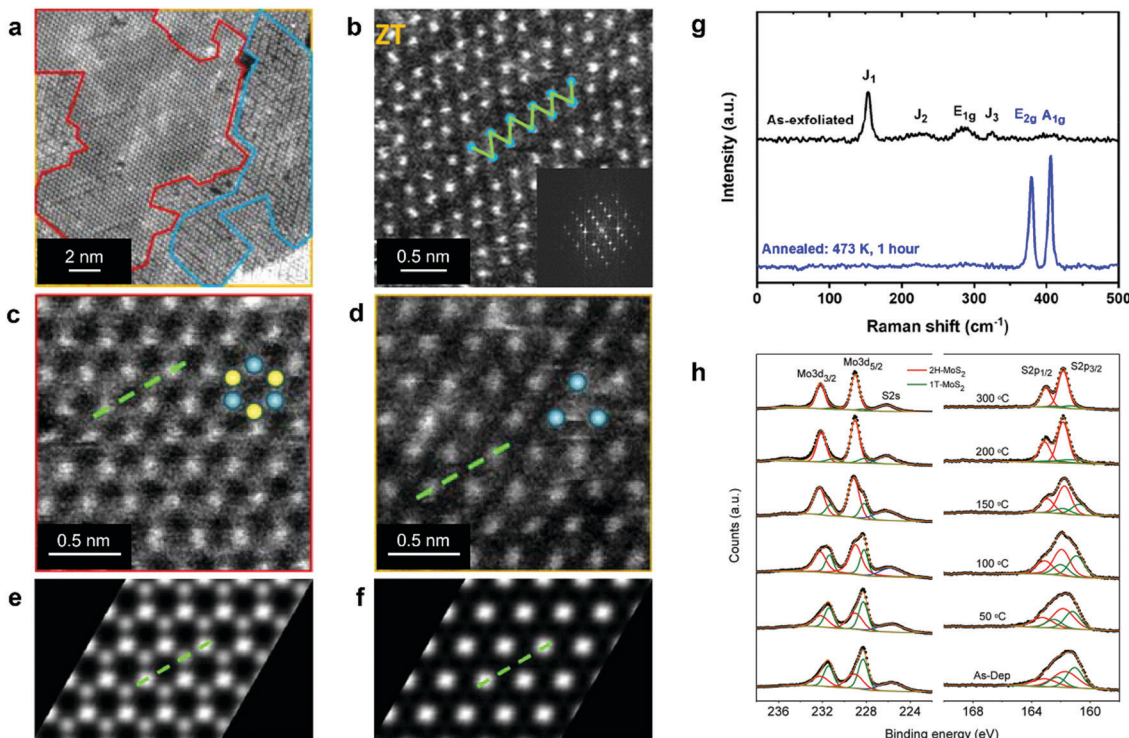 a
2 nm
b
ZT
0.5 nm
c
0.5 nm
d
0.5 nm
e
f
g
Intensity (a.u.)
As-exfoliated
J1
J2
E1g
J3
E2g A1g
Annealed: 473 K, 1 hour
0 100 200 300 400 500
Raman shift (cm-1)
h
Counts (a.u.)
Mo3d3/2
Mo3d5/2
S2s
2H-MoS2
1T-MoS2
S2p1/2
S2p3/2
300 °C
200 °C
150 °C
100 °C
50 °C
As-Dep
236 232 228 224 168 164 160
Binding energy (eV)